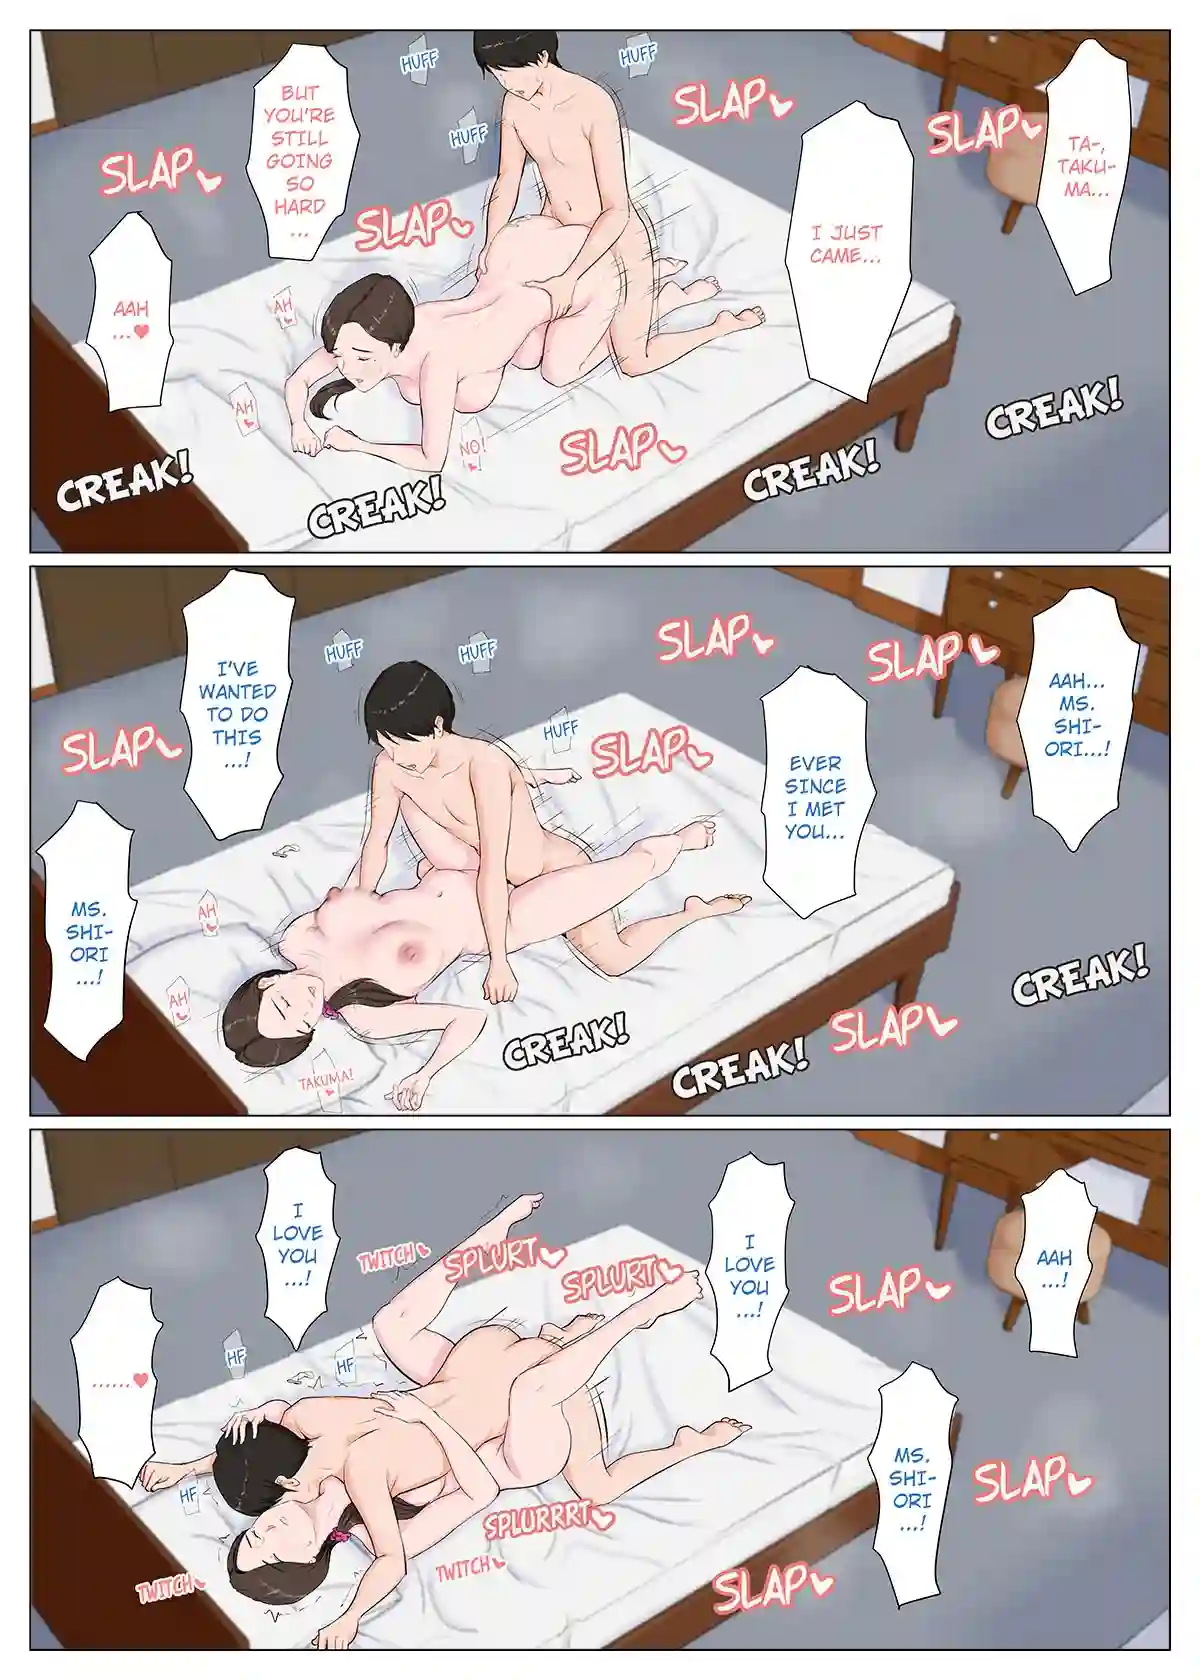 TA-,
TAKU-
MA...
I JUST
CAME...
BUT
YOU'RE
STILL
GOING
SO
HARD
...
AAH
...♥
HUFF
HUFF
HUFF
SLAP♥
SLAP♥
SLAP♥
SLAP♥
SLAP♥
AH
♥
AH
♥
NO!
♥
CREAK!
CREAK!
CREAK!
CREAK!
AAH...
MS.
SHI-
ORI...!
EVER
SINCE
I MET
YOU...
I'VE
WANTED
TO DO
THIS
...!
MS.
SHI-
ORI
...!
HUFF
HUFF
HUFF
SLAP♥
SLAP♥
SLAP♥
SLAP♥
SLAP♥
AH
♥
AH
♥
TAKUMA!
♥
CREAK!
CREAK!
CREAK!
AAH
...!
MS.
SHI-
ORI
...!
I
LOVE
YOU
...!
I
LOVE
YOU
...!
......♥
TWITCH♥
SPLURT♥
SPLURT♥
SLAP♥
HF
HF
HF
SLAP♥
SPLURRRT♥
TWITCH♥
TWITCH♥
SLAP♥